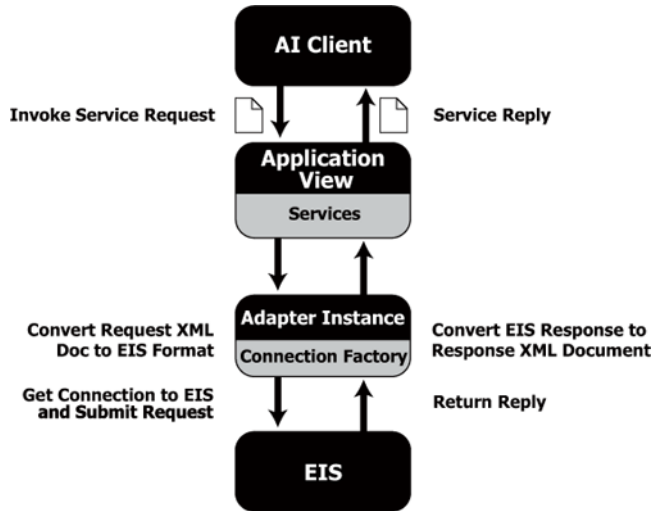 AI Client
Invoke Service Request
Service Reply
Application
View
Services
Convert Request XML
Doc to EIS Format
Adapter Instance
Connection Factory
Convert EIS Response to
Response XML Document
Get Connection to EIS
and Submit Request
Return Reply
EIS